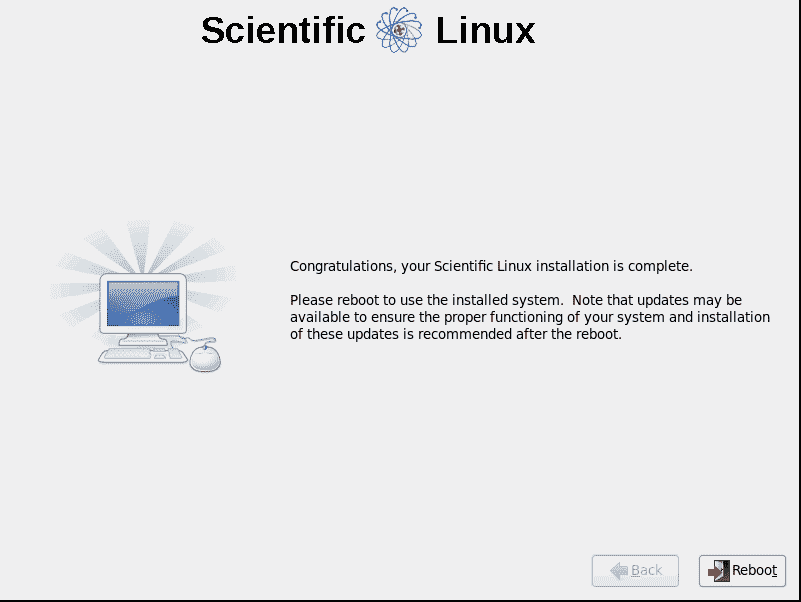 Scientific Linux
Congratulations, your Scientific Linux installation is complete.
Please reboot to use the installed system.  Note that updates may be
available to ensure the proper functioning of your system and installation
of these updates is recommended after the reboot.
Back
Reboot